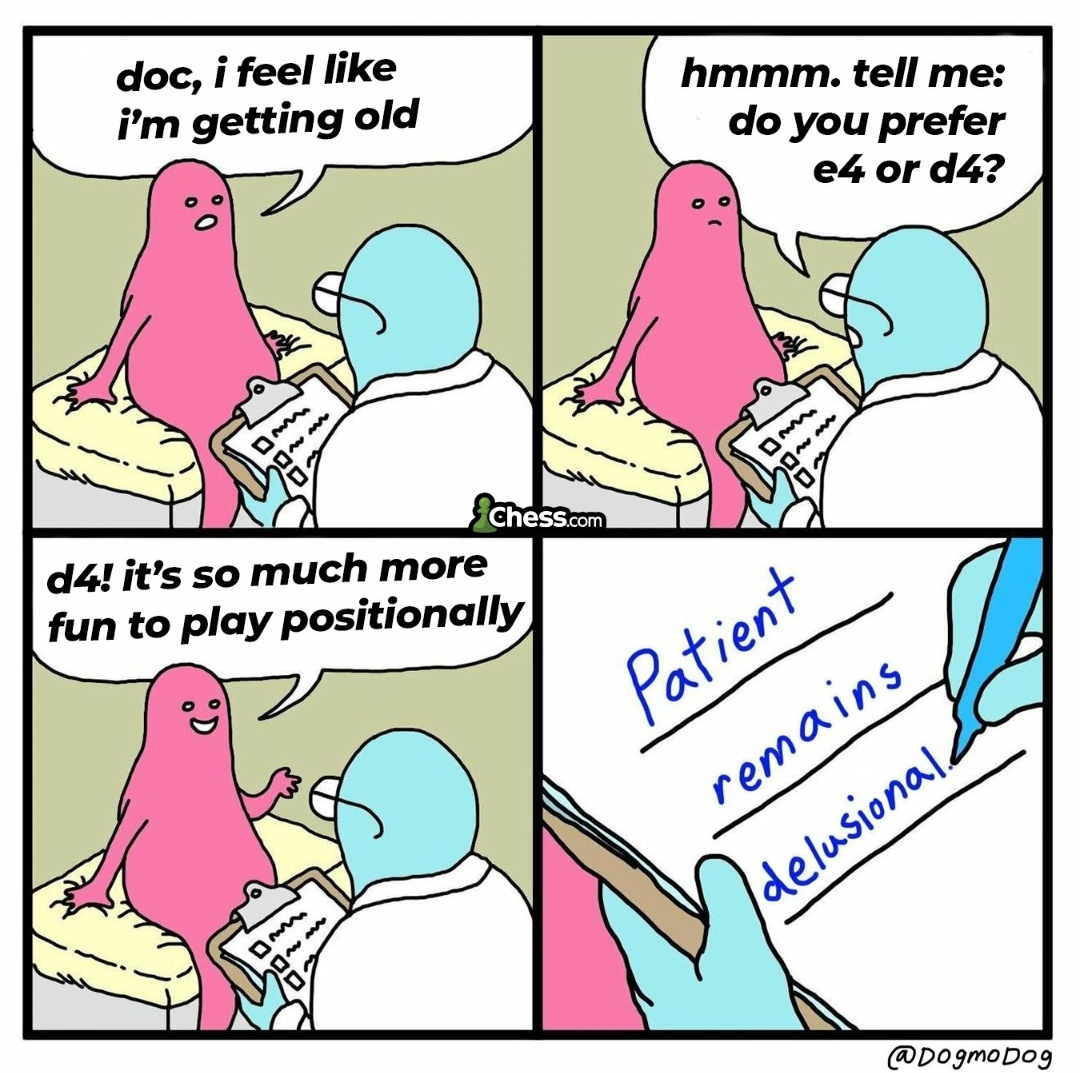 doc, i feel like
i'm getting old
hmmm. tell me:
do you prefer
e4 or d4?
Chess.com
d4! it's so much more
fun to play positionally
Patient
remains
delusional.
@DogmoDog